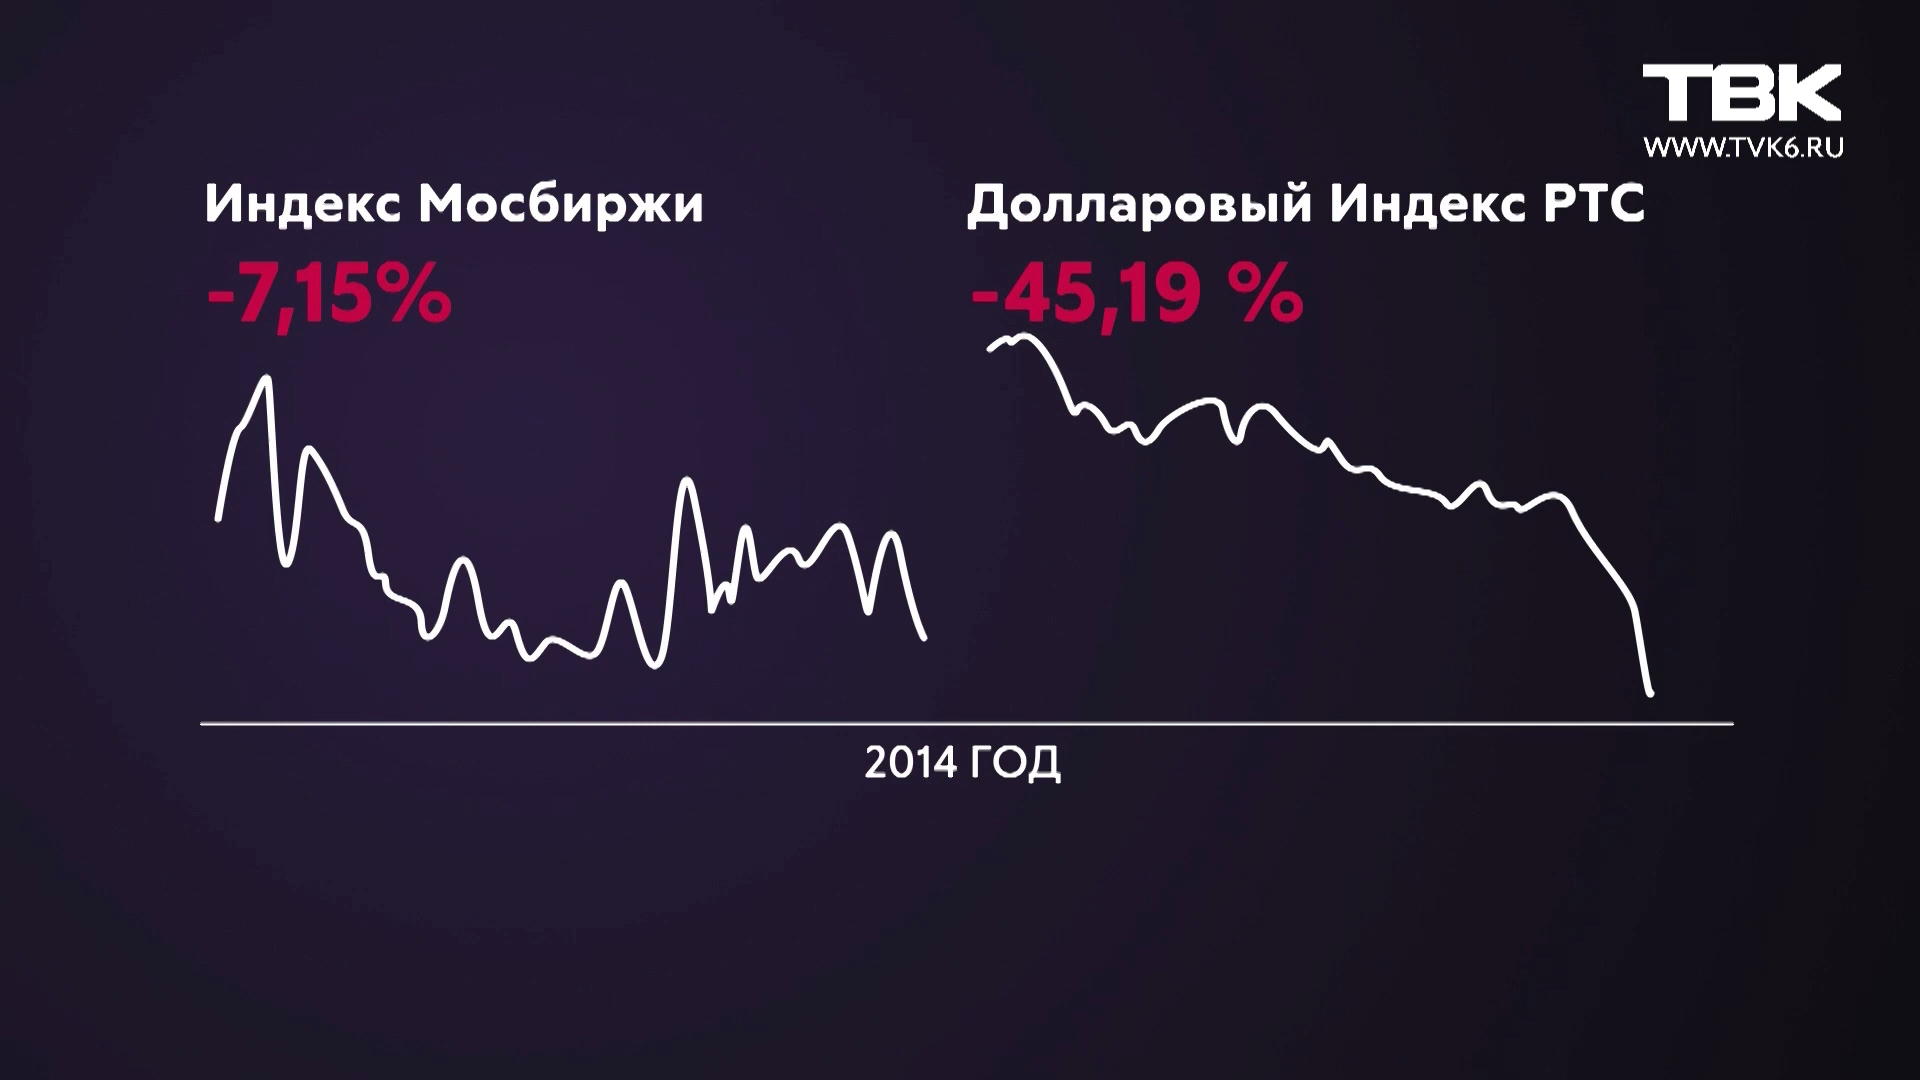 ТВК
WWW.TVK6.RU
Индекс Мосбиржи
-7,15%
Долларовый Индекс РТС
-45,19 %
2014 ГОД